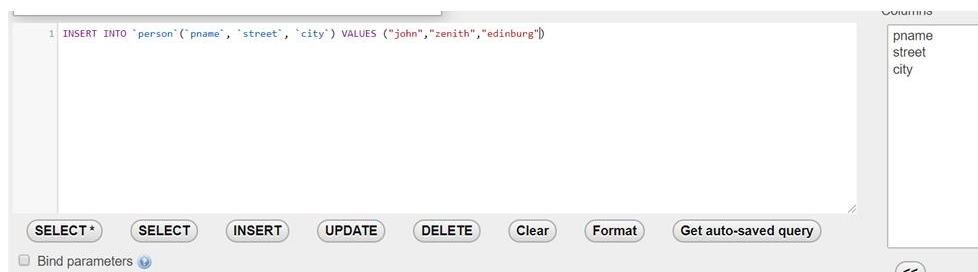 Columns
1 INSERT INTO `person`(`pname`, `street`, `city`) VALUES ("john","zenith","edinburg")
pname
street
city
SELECT * SELECT INSERT UPDATE DELETE Clear Format Get auto-saved query
Bind parameters
<<